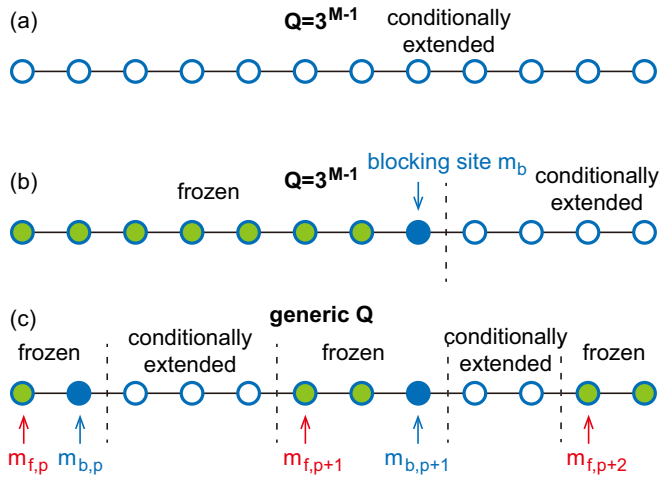 (a)
Q=3^{M-1}
conditionally
extended
(b)
frozen
Q=3^{M-1}
blocking site m_b
conditionally
extended
(c)
generic Q
frozen
conditionally
extended
frozen
conditionally
extended
frozen
m_{f,p}
m_{b,p}
m_{f,p+1}
m_{b,p+1}
m_{f,p+2}